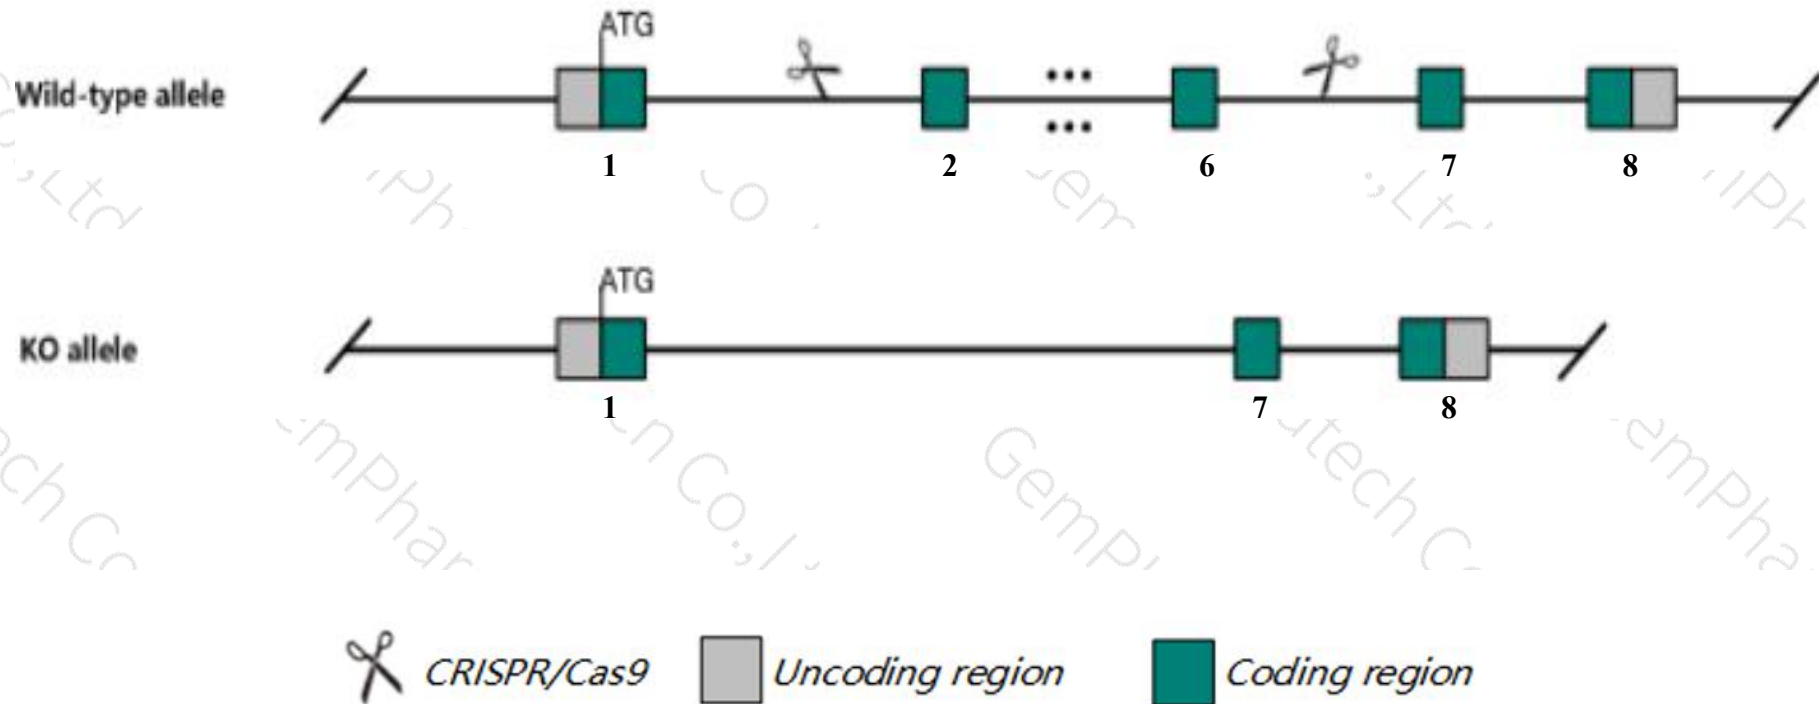 ATG
Wild-type allele
1 2 6 7 8
ATG
KO allele
1 7 8
CRISPR/Cas9 Uncoding region Coding region
GemPh